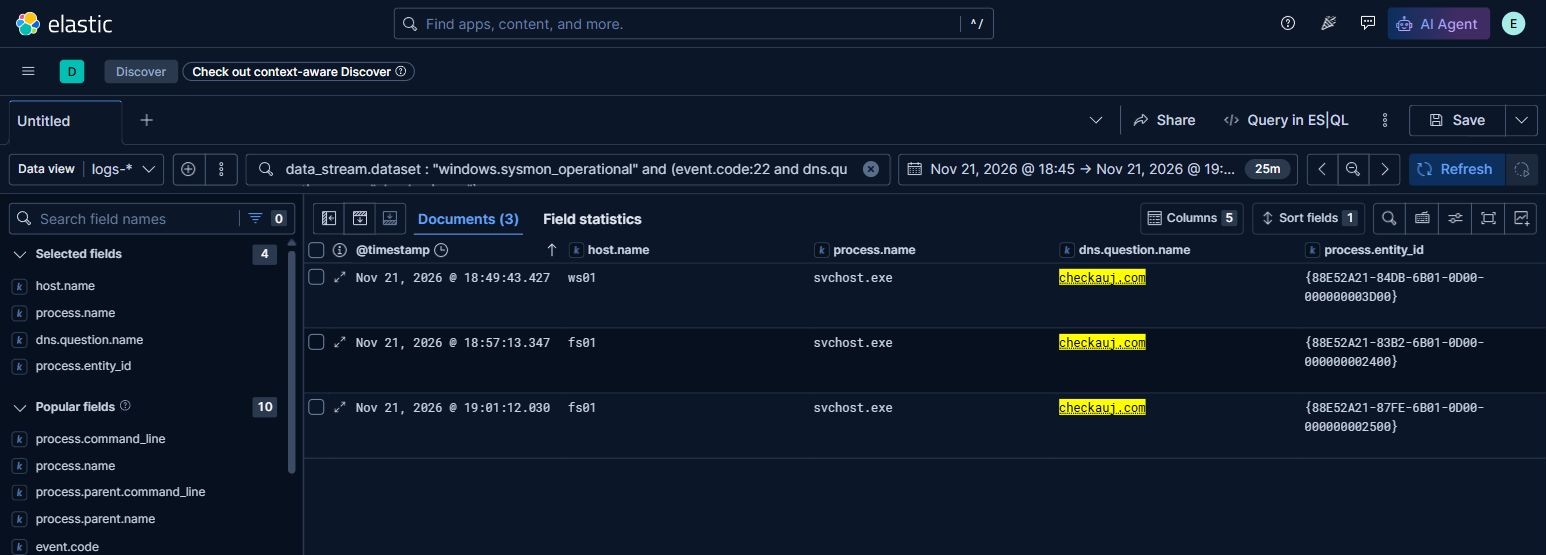 elastic
Find apps, content, and more.
^/
AI Agent
E
D
Discover
Check out context-aware Discover
Untitled
Share
Query in ES|QL
Save
Data view
logs-*
data_stream.dataset : "windows.sysmon_operational" and (event.code:22 and dns.qu
Nov 21, 2026 @ 18:45 → Nov 21, 2026 @ 19:...
25m
Refresh
Search field names
0
Documents (3)
Field statistics
Columns 5
Sort fields 1
Selected fields 4
host.name
process.name
dns.question.name
process.entity_id
Popular fields 10
process.command_line
process.name
process.parent.command_line
process.parent.name
event.code
@timestamp
k host.name
k process.name
k dns.question.name
k process.entity_id
Nov 21, 2026 @ 18:49:43.427 ws01 svchost.exe checkauj.com {88E52A21-84DB-6B01-0D00-
000000003D00}
Nov 21, 2026 @ 18:57:13.347 fs01 svchost.exe checkauj.com {88E52A21-83B2-6B01-0D00-
000000002400}
Nov 21, 2026 @ 19:01:12.030 fs01 svchost.exe checkauj.com {88E52A21-87FE-6B01-0D00-
000000002500}